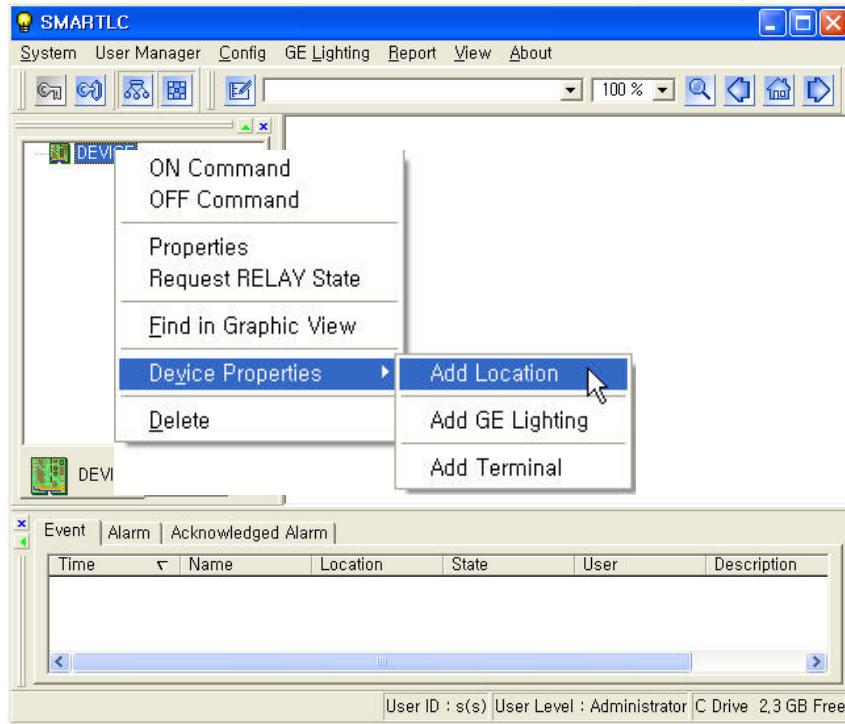 SMARTLC
System User Manager Config GE Lighting Report View About
100 %
DEVICE
ON Command
OFF Command
Properties
Request RELAY State
Find in Graphic View
Device Properties
Add Location
Delete
Add GE Lighting
Add Terminal
DEVI
Event Alarm Acknowledged Alarm
Time Name Location State User Description
User ID : s(s) User Level : Administrator C Drive 2,3 GB Free